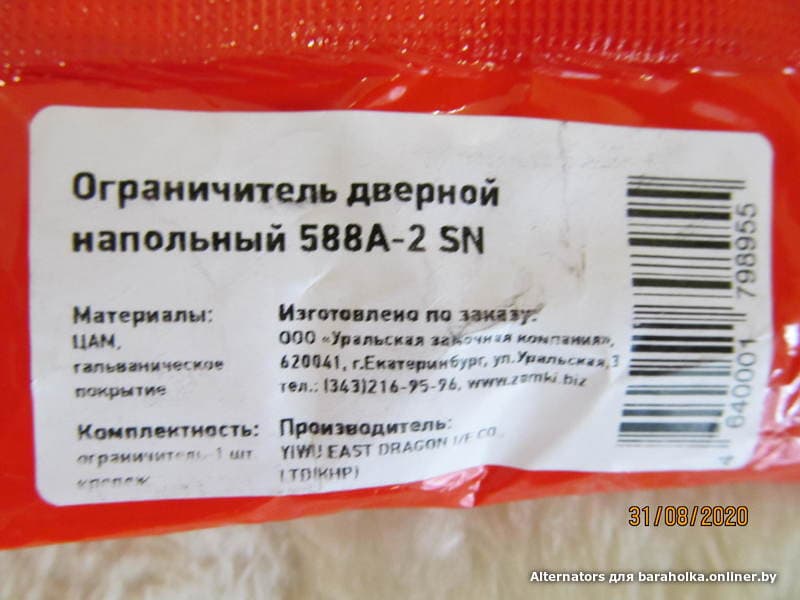 Ограничитель дверной
напольный 588A-2 SN
Материалы:
ЦАМ,
гальваническое
покрытие
Комплектность:
ограничитель-1 шт.
крепеж
Изготовлено по заказу:
ООО «Уральская замочная компания»,
620041, г.Екатеринбург, ул.Уральская,3
тел.: (343)216-95-96, www.zamki.biz
Производитель:
YIWU EAST DRAGON I/E CO.,
LTD(КНР)
4 640001 798955
31/08/2020
Alternators для baraholka.onliner.by